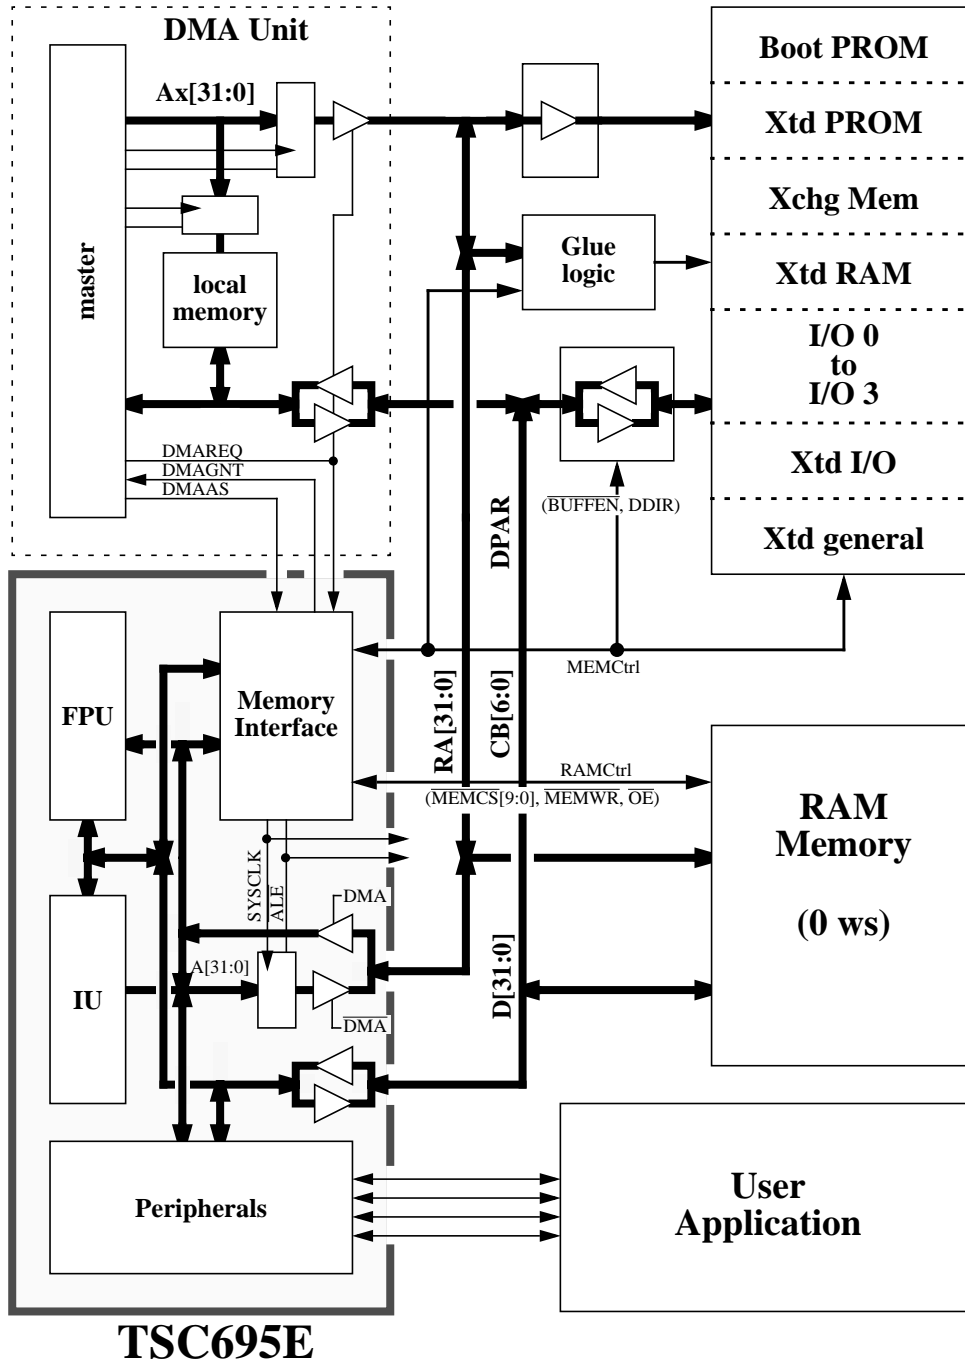 DMA Unit
Boot PROM
Ax[31:0]
Xtd PROM
Xchg Mem
master
local
memory
Glue
logic
Xtd RAM
I/O 0
to
I/O 3
DMAREQ
DMAGNT
DMAAS
Xtd I/O
(BUFFEN, DDIR)
DPAR
Xtd general
FPU
Memory
Interface
MEMCtrl
RA[31:0]
CB[6:0]
RAMCtrl
(MEMCS[9:0], MEMWR, OE)
RAM
Memory
(0 ws)
SYSCLK
ALE
DMA
A[31:0]
IU
DMA
D[31:0]
Peripherals
User
Application
TSC695E